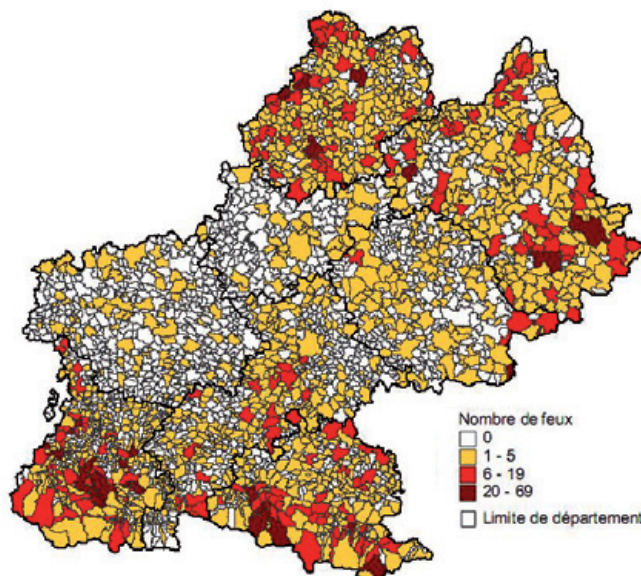 Nombre de feux
0
1 - 5
6 - 19
20 - 69
Limite de département